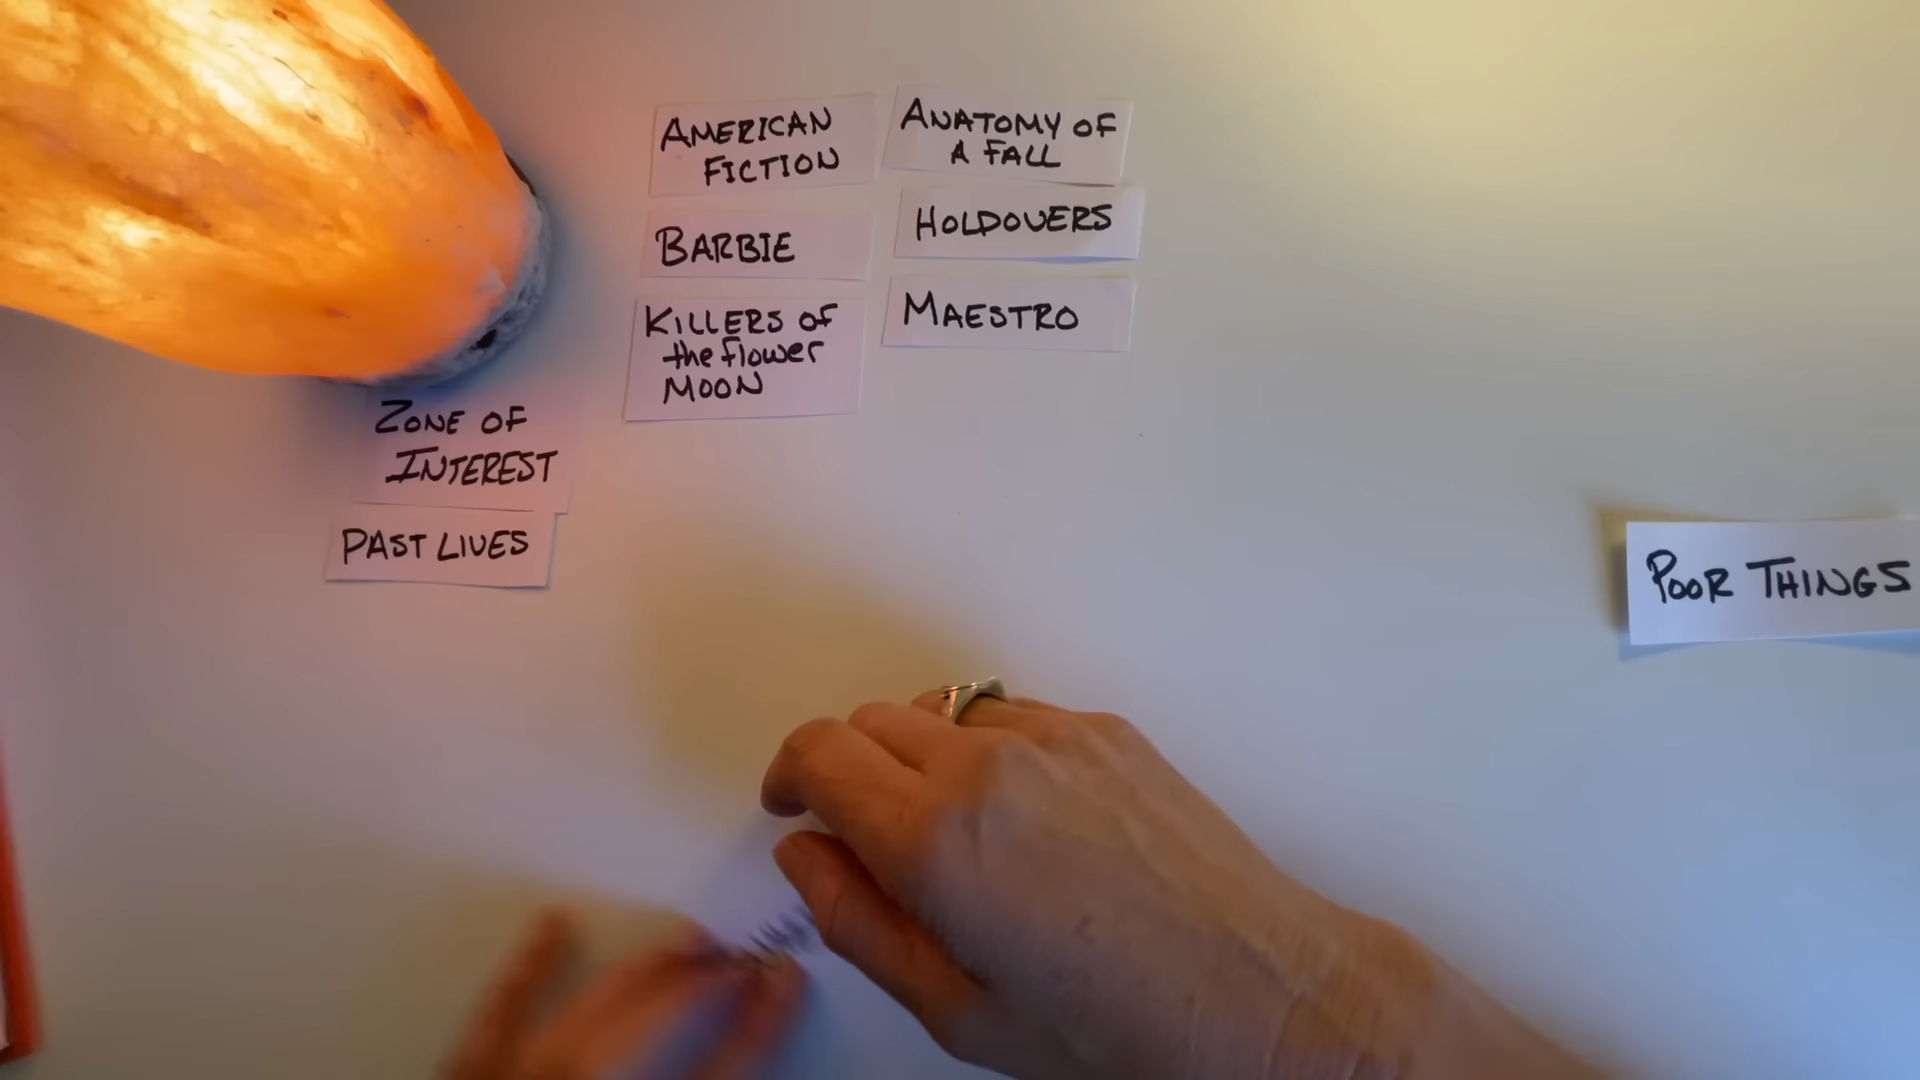 AMERICAN
FICTION
ANATOMY OF
A FALL
BARBIE
HOLDOVERS
KILLERS OF
the flower
MOON
MAESTRO
ZONE OF
INTEREST
PAST LIVES
POOR THINGS